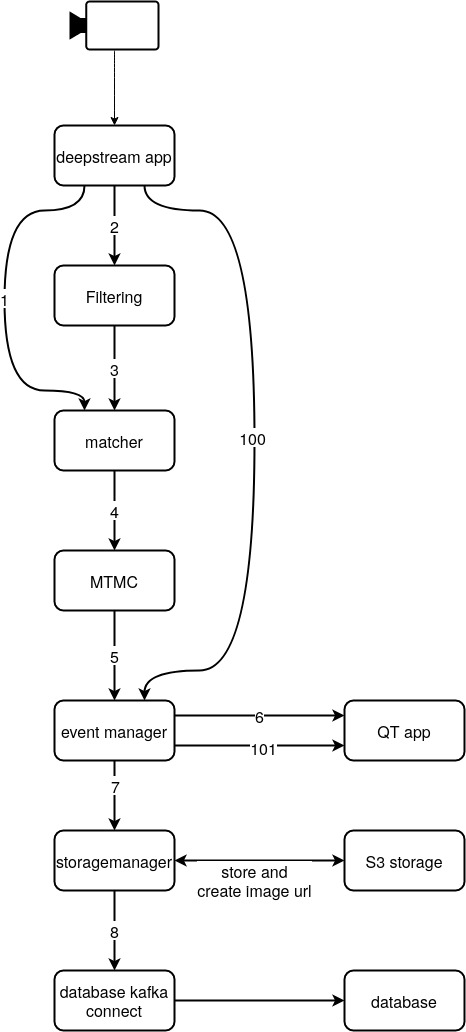 deepstream app
2
Filtering
1
3
100
matcher
4
MTMC
5
event manager
6
101
QT app
7
storagemanager
store and
create image url
S3 storage
8
database kafka
connect
database